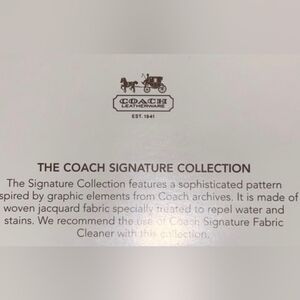 COACH
LEATHERWARE
EST. 1941
THE COACH SIGNATURE COLLECTION
The Signature Collection features a sophisticated pattern
spired by graphic elements from Coach archives. It is made of
woven jacquard fabric specially treated to repel water and
stains. We recommend the use of Coach Signature Fabric
Cleaner with this collection.